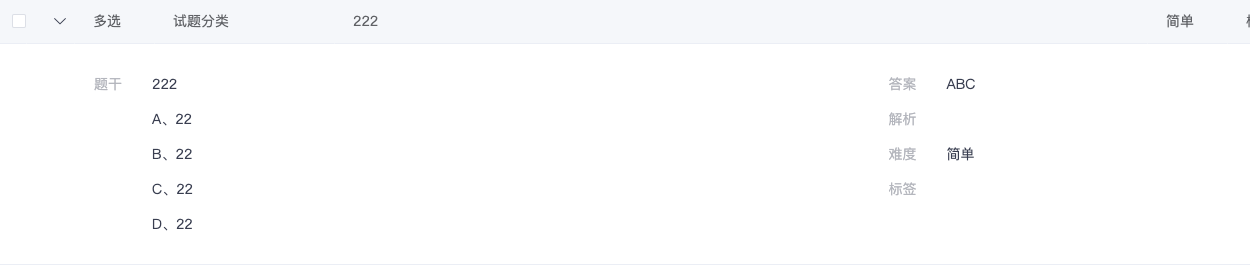 多选 试题分类 222 简单
题干 222 答案 ABC
A、22 解析
B、22 难度 简单
C、22 标签
D、22